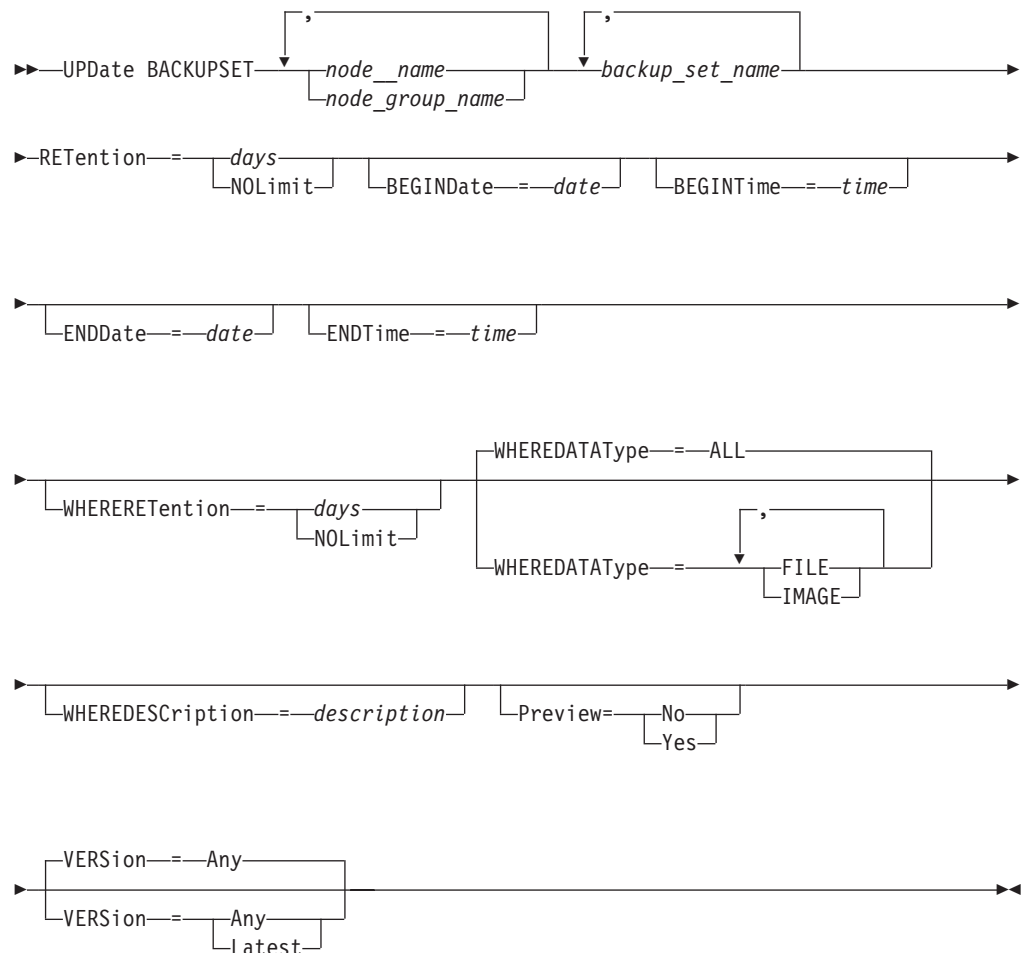 , ,
UPDate BACKUPSET node__name backup_set_name
node_group_name
RETention = days
NOLimit BEGINDate = date BEGINTime = time
ENDDate = date ENDTime = time
WHEREDATAType = ALL
WHERERETention = days ,
NOLimit WHEREDATAType = FILE
IMAGE
WHEREDESCription = description Preview= No
Yes
VERSion = Any
VERSion = Any
Latest